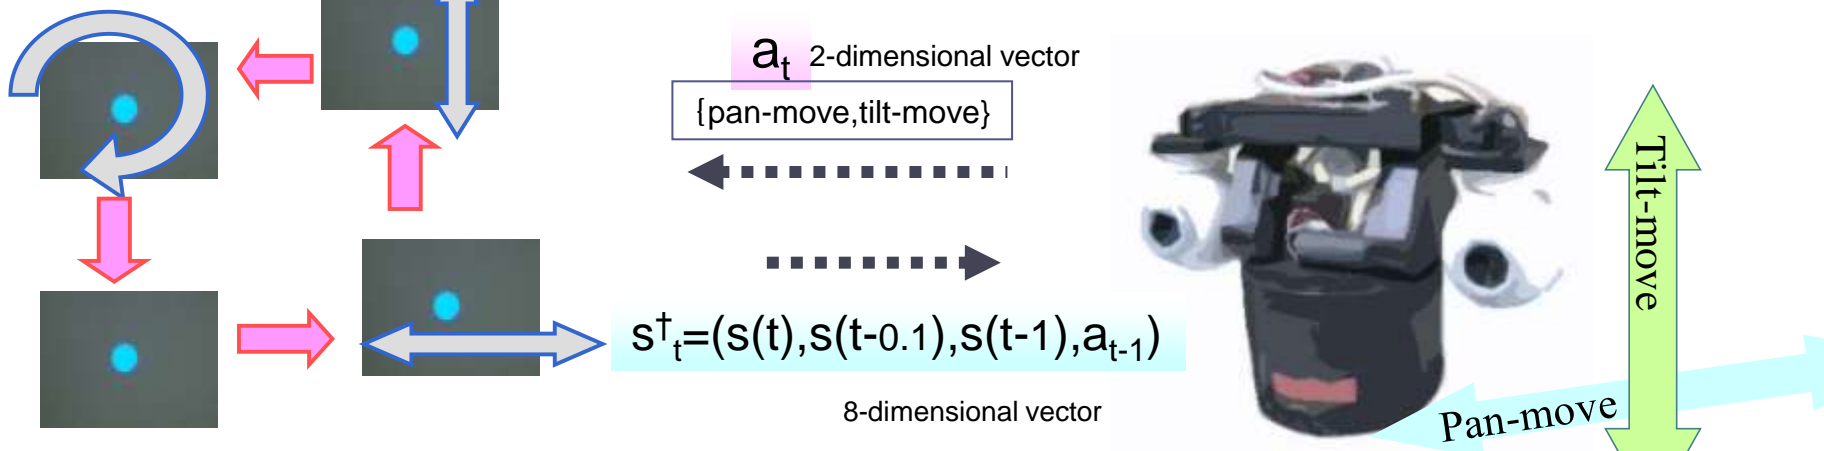 a_t 2-dimensional vector
{pan-move,tilt-move}
s†_t=(s(t),s(t-0.1),s(t-1),a_{t-1})
8-dimensional vector
Tilt-move
Pan-move